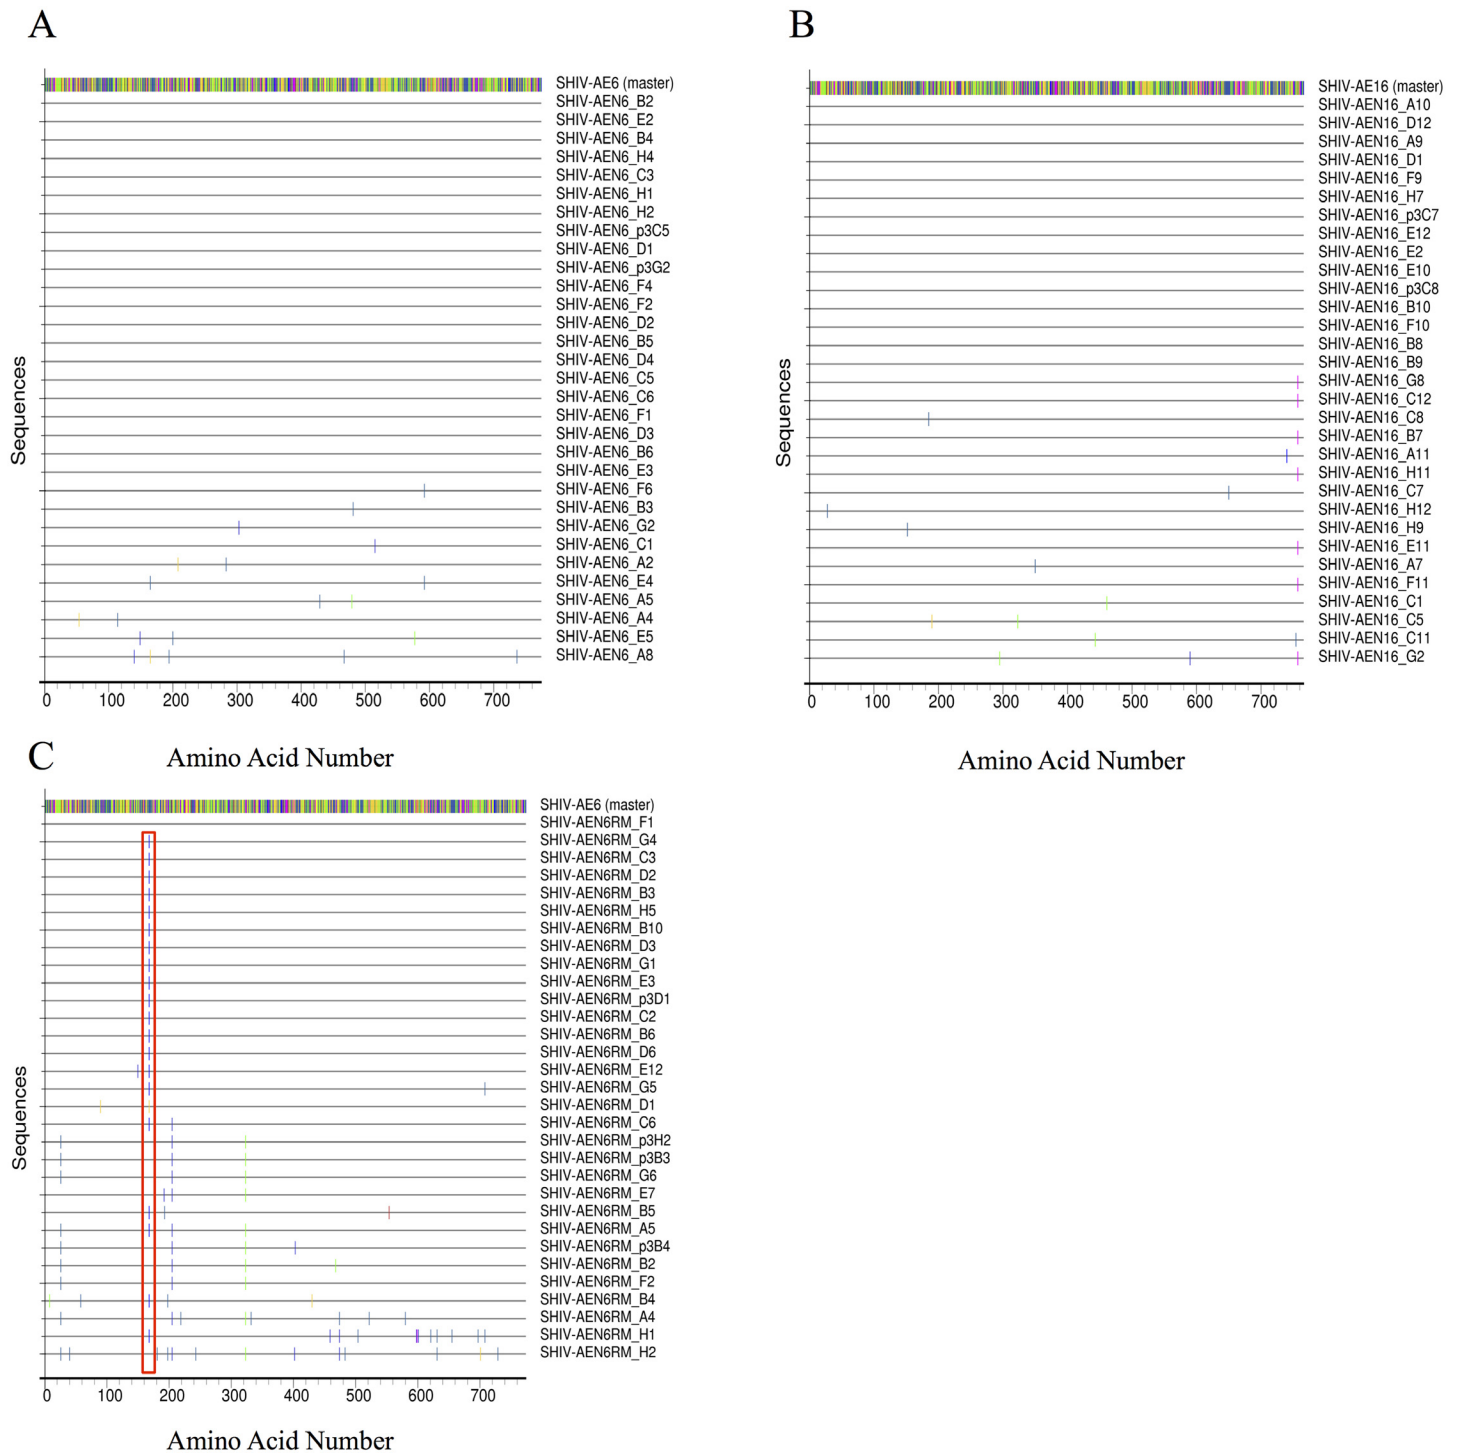 A
SHIV-AE6 (master)
SHIV-AEN6_B2
SHIV-AEN6_E2
SHIV-AEN6_B4
SHIV-AEN6_H4
SHIV-AEN6_C3
SHIV-AEN6_H1
SHIV-AEN6_H2
SHIV-AEN6_p3C5
SHIV-AEN6_D1
SHIV-AEN6_p3G2
SHIV-AEN6_F4
SHIV-AEN6_F2
SHIV-AEN6_D2
SHIV-AEN6_B5
SHIV-AEN6_D4
SHIV-AEN6_C5
SHIV-AEN6_C6
SHIV-AEN6_F1
SHIV-AEN6_D3
SHIV-AEN6_B6
SHIV-AEN6_E3
SHIV-AEN6_F6
SHIV-AEN6_B3
SHIV-AEN6_G2
SHIV-AEN6_C1
SHIV-AEN6_A2
SHIV-AEN6_E4
SHIV-AEN6_A5
SHIV-AEN6_A4
SHIV-AEN6_E5
SHIV-AEN6_A8
Sequences
0 100 200 300 400 500 600 700
Amino Acid Number
B
SHIV-AE16 (master)
SHIV-AEN16_A10
SHIV-AEN16_D12
SHIV-AEN16_A9
SHIV-AEN16_D1
SHIV-AEN16_F9
SHIV-AEN16_H7
SHIV-AEN16_p3C7
SHIV-AEN16_E12
SHIV-AEN16_E2
SHIV-AEN16_E10
SHIV-AEN16_p3C8
SHIV-AEN16_B10
SHIV-AEN16_F10
SHIV-AEN16_B8
SHIV-AEN16_B9
SHIV-AEN16_G8
SHIV-AEN16_C12
SHIV-AEN16_C8
SHIV-AEN16_B7
SHIV-AEN16_A11
SHIV-AEN16_H11
SHIV-AEN16_C7
SHIV-AEN16_H12
SHIV-AEN16_H9
SHIV-AEN16_E11
SHIV-AEN16_A7
SHIV-AEN16_F11
SHIV-AEN16_C1
SHIV-AEN16_C5
SHIV-AEN16_C11
SHIV-AEN16_G2
Sequences
0 100 200 300 400 500 600 700
Amino Acid Number
C
SHIV-AE6 (master)
SHIV-AEN6RM_F1
SHIV-AEN6RM_G4
SHIV-AEN6RM_C3
SHIV-AEN6RM_D2
SHIV-AEN6RM_B3
SHIV-AEN6RM_H5
SHIV-AEN6RM_B10
SHIV-AEN6RM_D3
SHIV-AEN6RM_G1
SHIV-AEN6RM_E3
SHIV-AEN6RM_p3D1
SHIV-AEN6RM_C2
SHIV-AEN6RM_B6
SHIV-AEN6RM_D6
SHIV-AEN6RM_E12
SHIV-AEN6RM_G5
SHIV-AEN6RM_D1
SHIV-AEN6RM_C6
SHIV-AEN6RM_p3H2
SHIV-AEN6RM_p3B3
SHIV-AEN6RM_G6
SHIV-AEN6RM_E7
SHIV-AEN6RM_B5
SHIV-AEN6RM_A5
SHIV-AEN6RM_p3B4
SHIV-AEN6RM_B2
SHIV-AEN6RM_F2
SHIV-AEN6RM_B4
SHIV-AEN6RM_A4
SHIV-AEN6RM_H1
SHIV-AEN6RM_H2
Sequences
0 100 200 300 400 500 600 700
Amino Acid Number